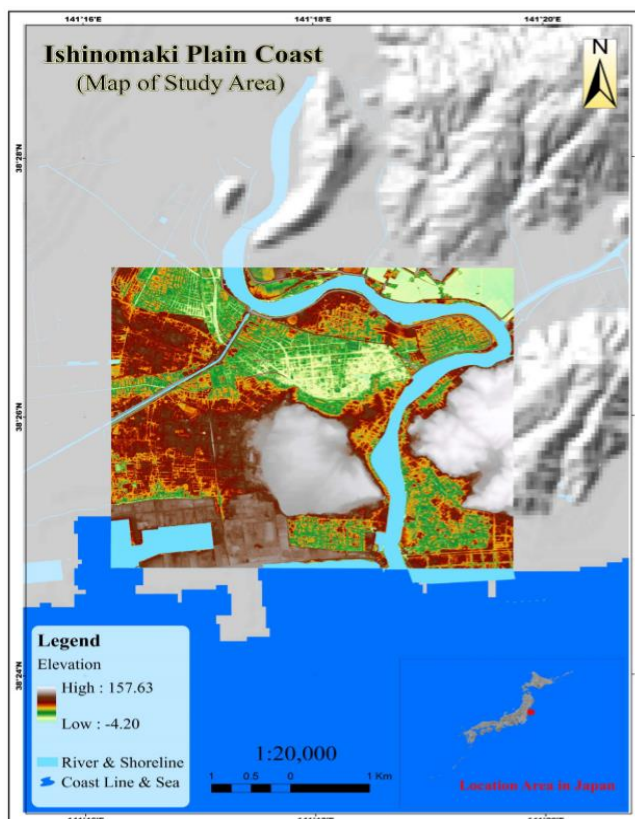 141°16'E 141°18'E 141°20'E
Ishinomaki Plain Coast
(Map of Study Area)
N
38°28'N
38°26'N
38°24'N
Legend
Elevation
High : 157.63
Low : -4.20
River & Shoreline
Coast Line & Sea
1:20,000
1 0.5 0 1 Km
Location Area in Japan